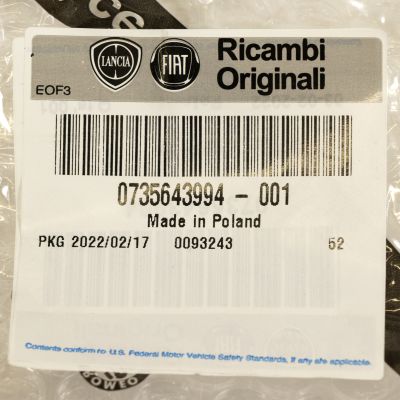 LANCIA
FIAT
Ricambi
Originali
EOF3
0735643994 - 001
Made in Poland
PKG 2022/02/17 0093243 52
Contents conform to U.S. Federal Motor Vehicle Safety Standards, if any safe applicable.